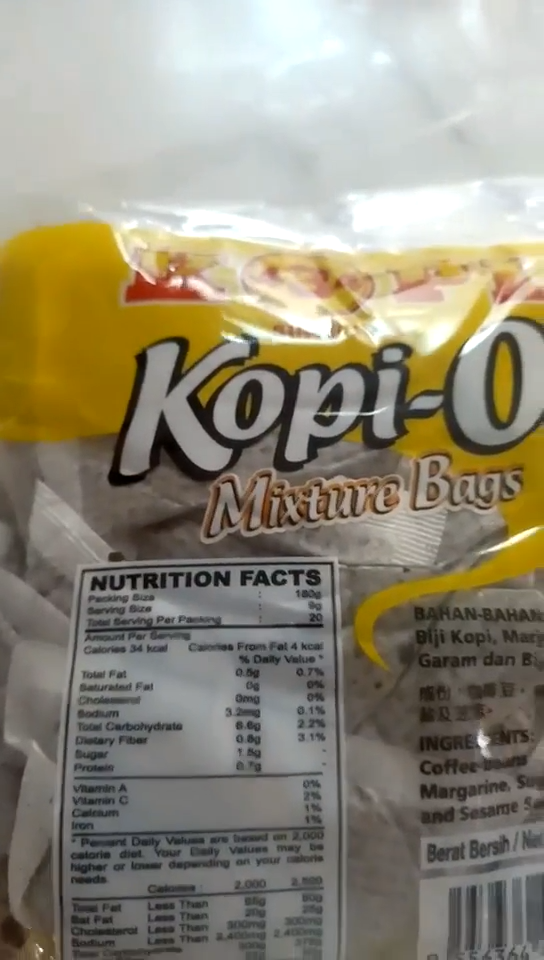 Kopi-O
Mixture Bags
NUTRITION FACTS
Packing Size : 180g
Serving Size : 9g
Total Serving Per Packing : 20
Amount Per Serving
Calories 34 kcal Calories From Fat 4 kcal
% Daily Value *
Total Fat 0.5g 0.7%
Saturated Fat 0g 0%
Cholesterol 0mg 0%
Sodium 3.2mg 0.1%
Total Carbohydrate 6.6g 2.2%
Dietary Fiber 0.8g 3.1%
Sugar 1.5g -
Protein 0.7g -
Vitamin A 0%
Vitamin C 2%
Calcium 1%
Iron 1%
* Percent Daily Values are based on 2,000
calorie diet. Your Daily Values may be
higher or lower depending on your calorie
needs.
Calories : 2,000 2,500
Total Fat Less Than 65g 80g
Sat Fat Less Than 20g 25g
Cholesterol Less Than 300mg 300mg
Sodium Less Than 2,400mg 2,400mg
BAHAN-BAHAN
Biji Kopi,
Garam dan
INGREDIENTS:
Coffee beans
Margarine,
and Sesame
Berat Bersih /